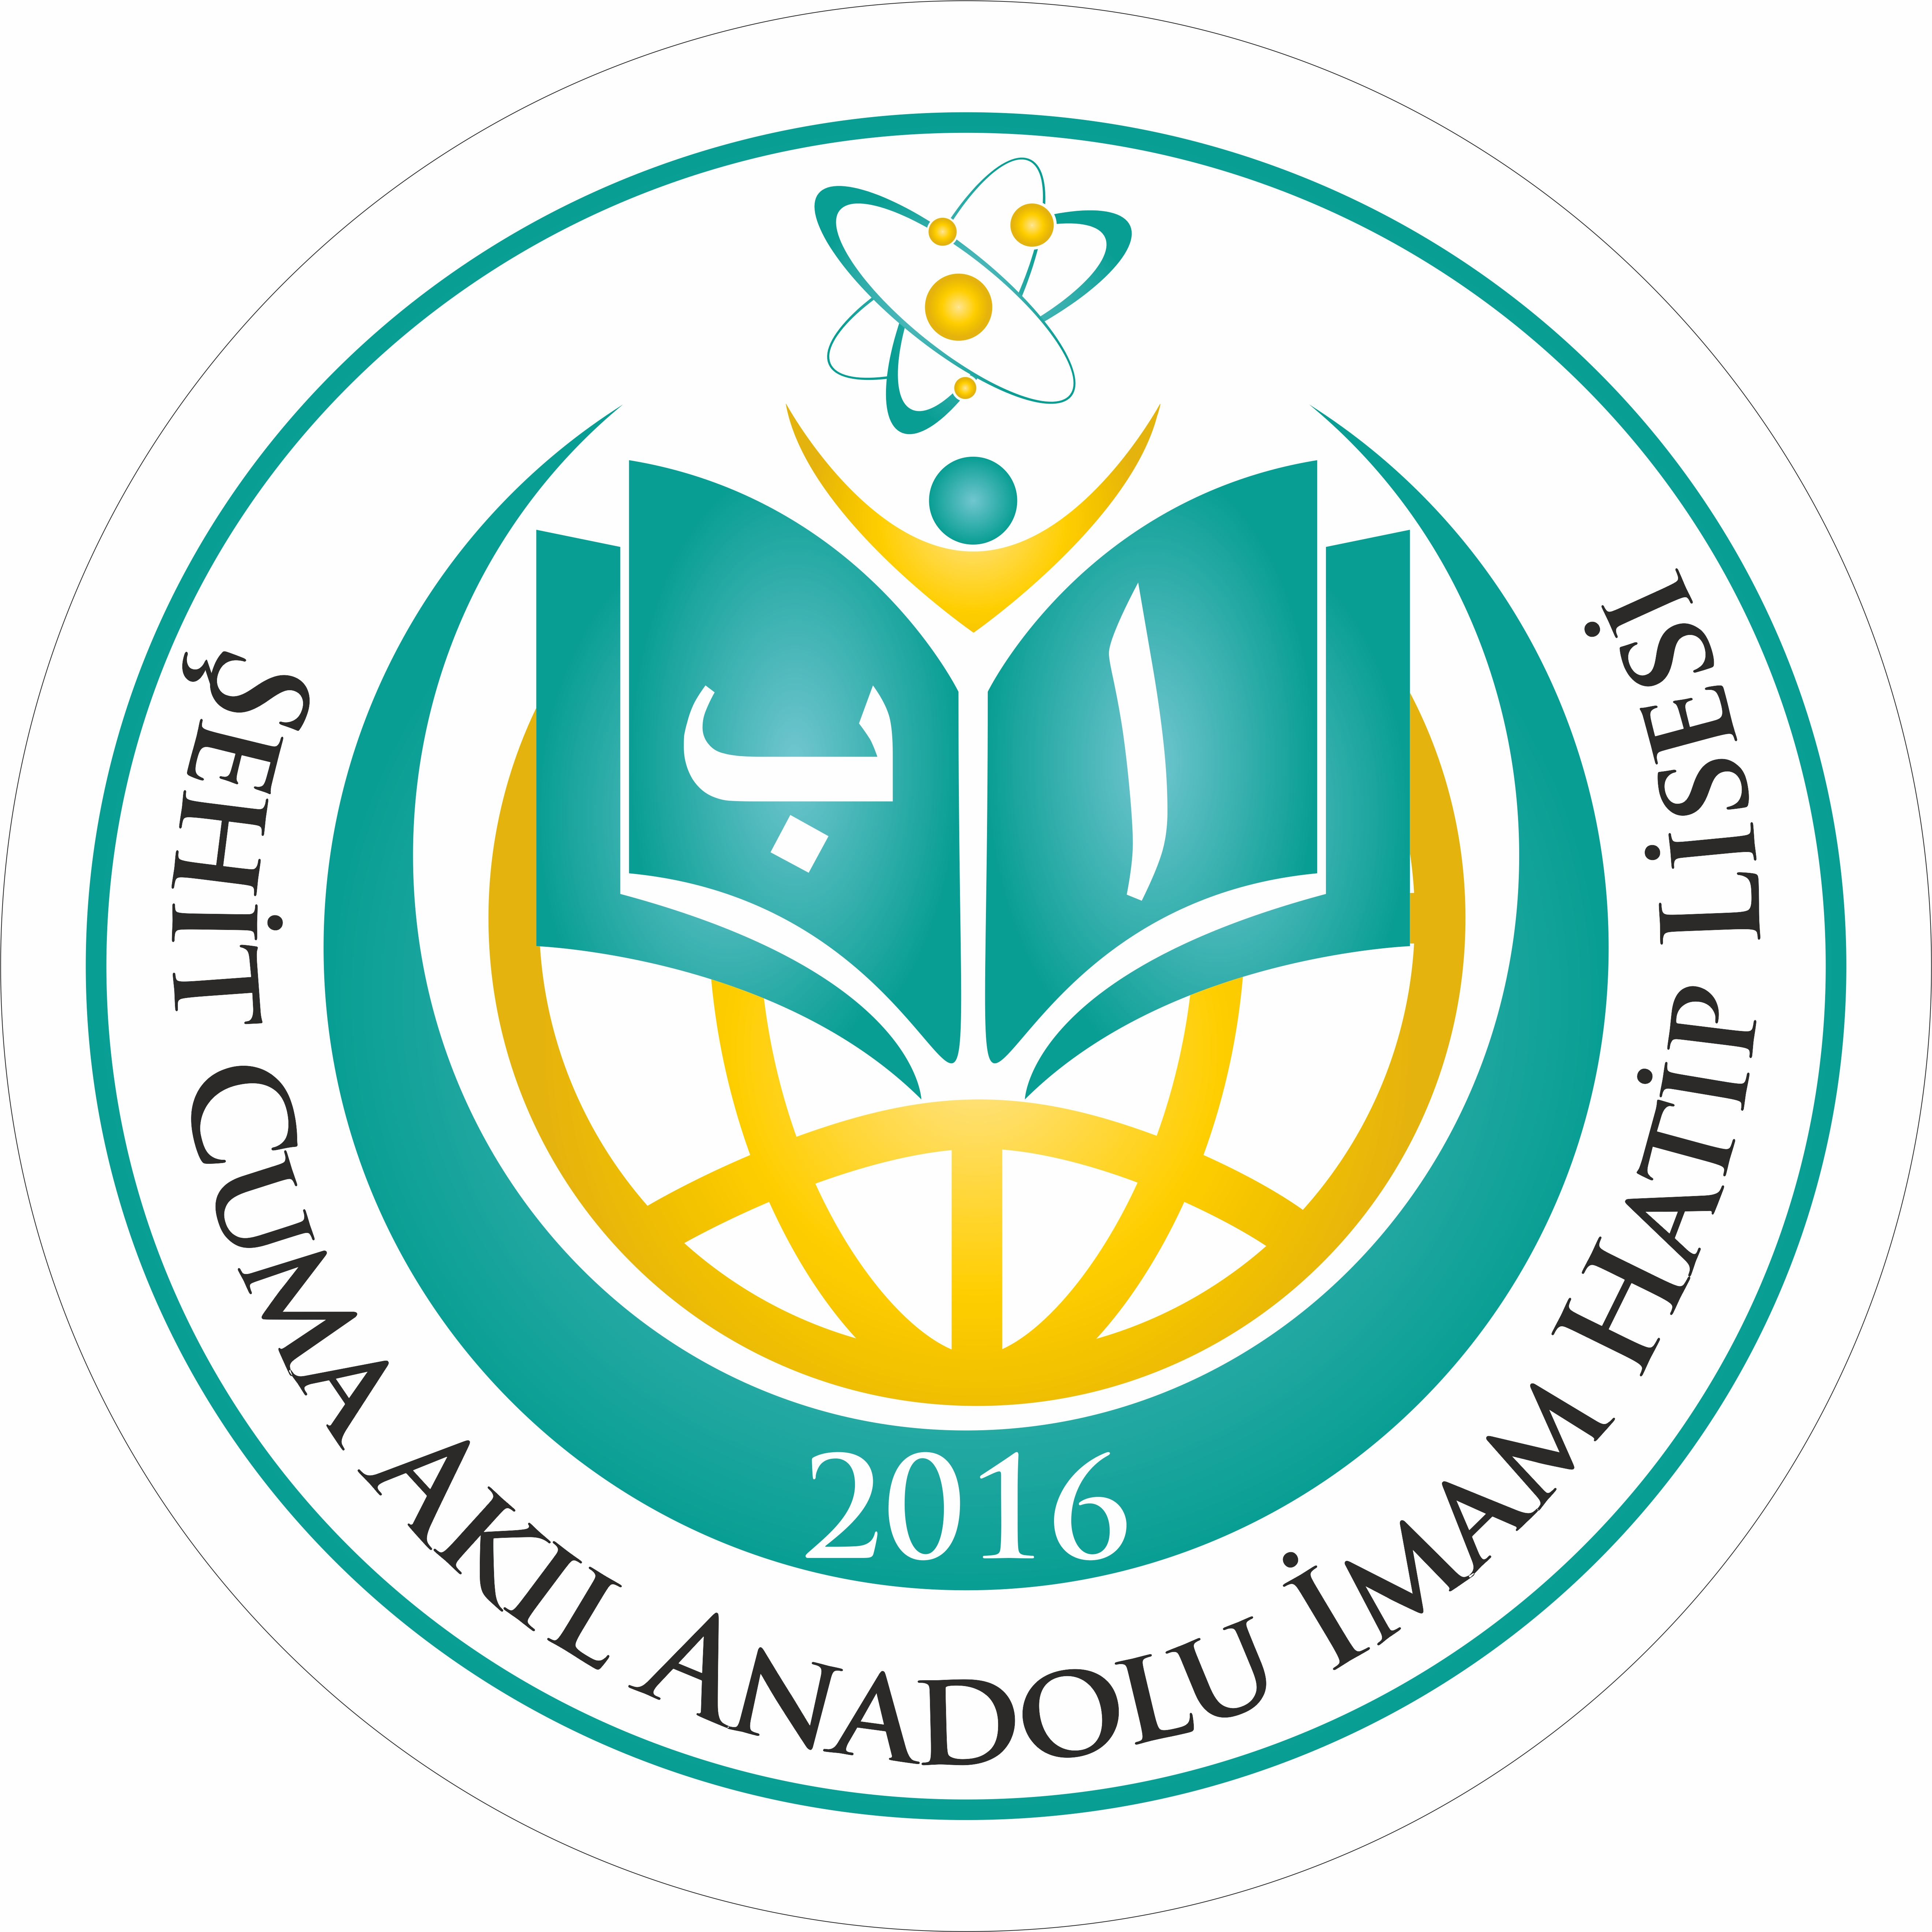 ا ب
2016
ŞEHİT CUMA AKIL ANADOLU İMAM HATİP LİSESİ